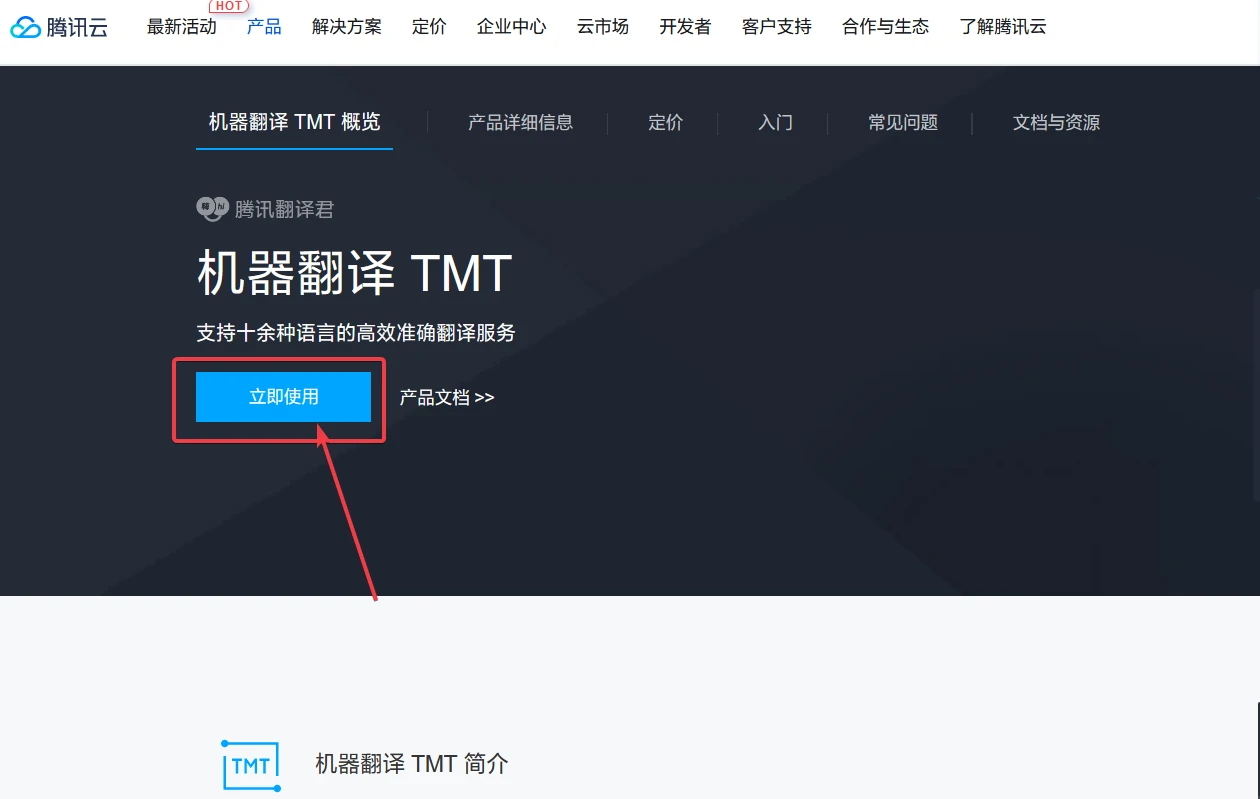 腾讯云 最新活动 HOT 产品 解决方案 定价 企业中心 云市场 开发者 客户支持 合作与生态 了解腾讯云
机器翻译 TMT 概览 产品详细信息 定价 入门 常见问题 文档与资源
嗨 hi 腾讯翻译君
机器翻译 TMT
支持十余种语言的高效准确翻译服务
立即使用 产品文档 >>
TMT 机器翻译 TMT 简介